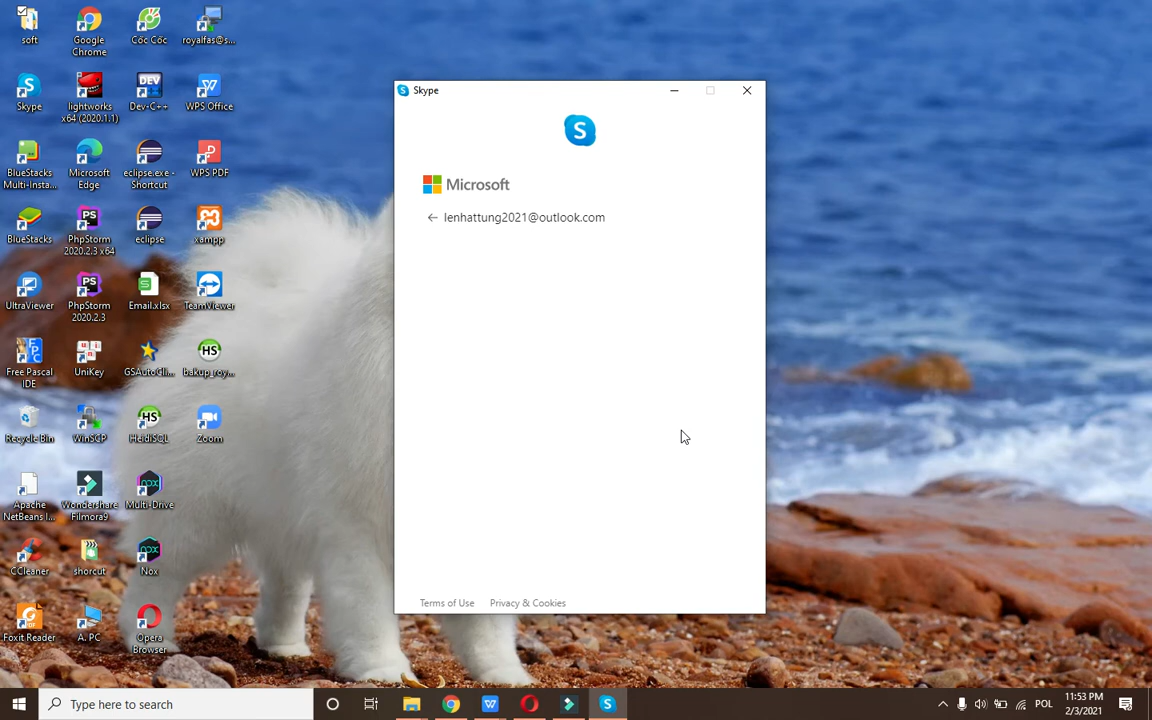 soft
Google
Chrome
Cốc Cốc
royalfas@s...
Skype
lightworks
x64 (2020.1.1)
Dev-C++
WPS Office
BlueStacks
Multi-Insta...
Microsoft
Edge
eclipse.exe -
Shortcut
WPS PDF
BlueStacks
PhpStorm
2020.2.3 x64
eclipse
xampp
UltraViewer
PhpStorm
2020.2.3
Email.xlsx
TeamViewer
Free Pascal
IDE
UniKey
GSAutoCli...
bakup_roy...
Recycle Bin
WinSCP
HeidiSQL
Zoom
Apache
NetBeans I...
Wondershare
Filmora9
Multi-Drive
CCleaner
shorcut
Nox
Foxit Reader
A. PC
Opera
Browser
Skype
Microsoft
← lenhattung2021@outlook.com
Terms of Use
Privacy & Cookies
Type here to search
POL
11:53 PM
2/3/2021